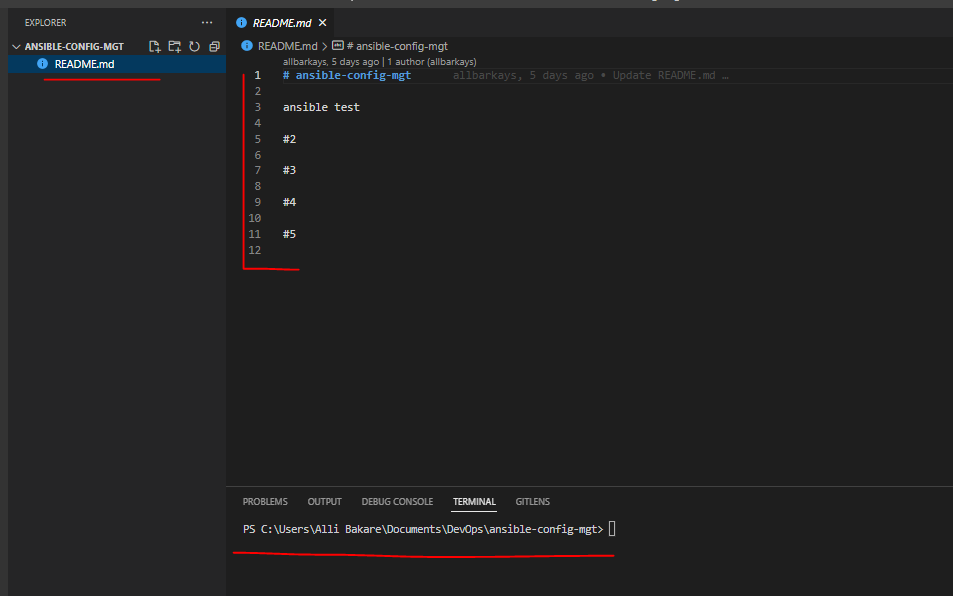 EXPLORER
ANSIBLE-CONFIG-MGT
README.md
README.md
README.md > # ansible-config-mgt
allbarkays, 5 days ago | 1 author (allbarkays)
1 # ansible-config-mgt allbarkays, 5 days ago • Update README.md …
2
3 ansible test
4
5 #2
6
7 #3
8
9 #4
10
11 #5
12
PROBLEMS OUTPUT DEBUG CONSOLE TERMINAL GITLENS
PS C:\Users\Alli Bakare\Documents\DevOps\ansible-config-mgt>